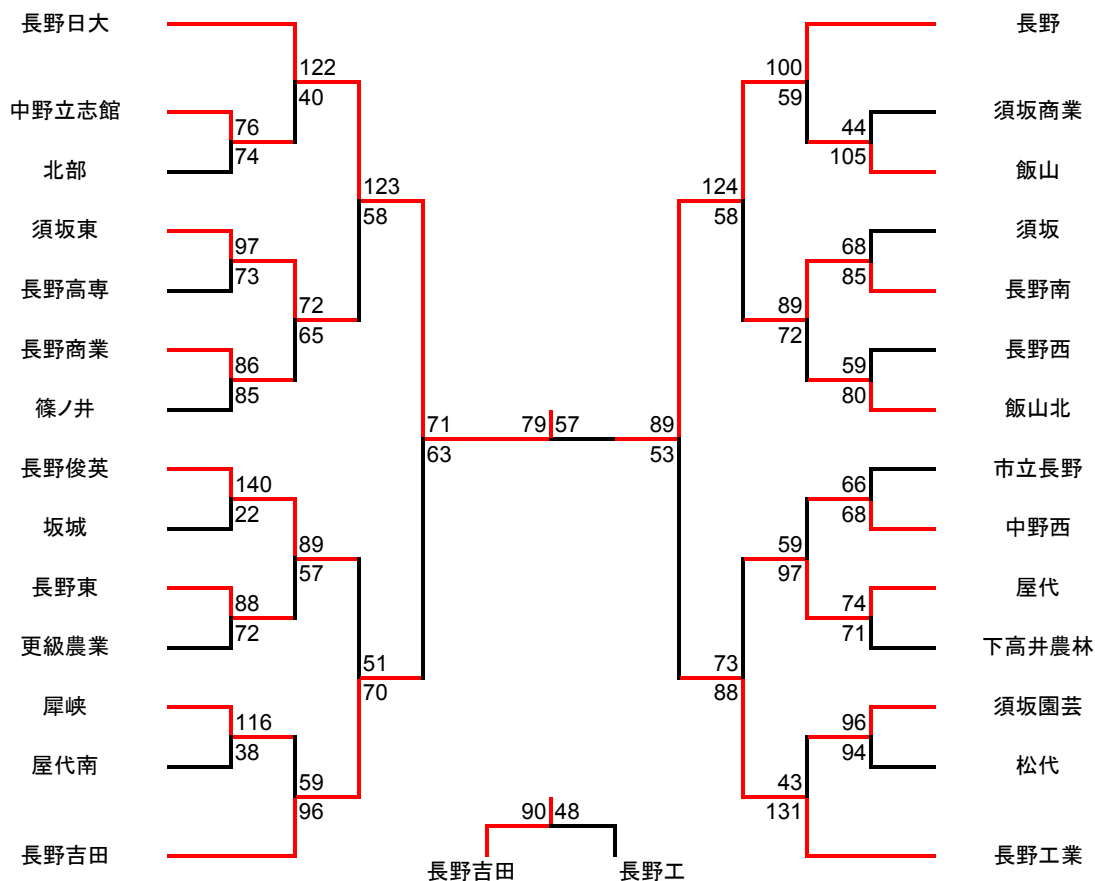 長野日大
122
40
中野立志館
76
74
北部
123
58
須坂東
97
73
長野高専
72
65
長野商業
86
85
篠ノ井
71
63
長野俊英
140
22
坂城
89
57
長野東
88
72
更級農業
51
70
犀峡
116
38
屋代南
59
96
長野吉田
79 57
90 48
長野吉田
長野工
長野
100
59
須坂商業
44
105
飯山
124
58
須坂
68
85
長野南
89
72
長野西
59
80
飯山北
89
53
市立長野
66
68
中野西
59
97
屋代
74
71
下高井農林
73
88
須坂園芸
96
94
松代
43
131
長野工業